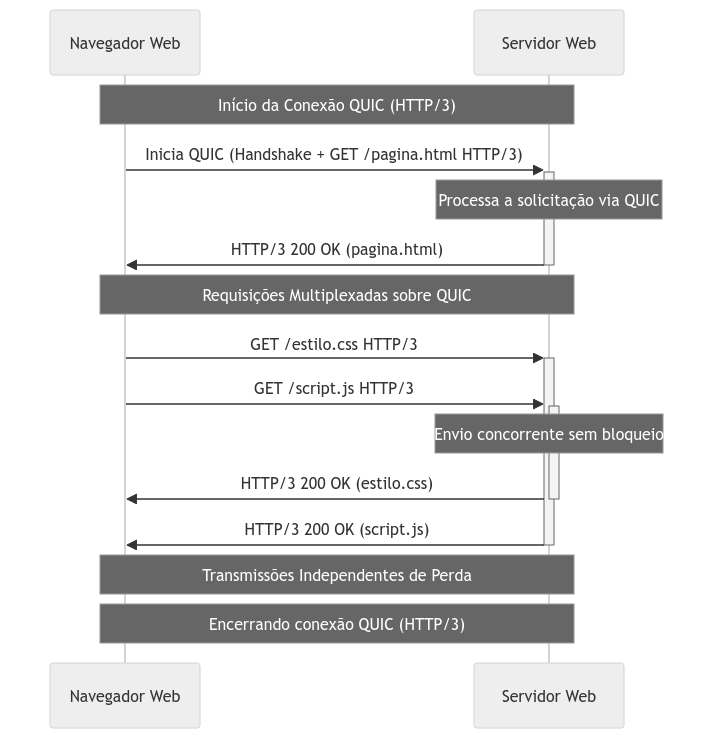 Navegador Web
Servidor Web
Início da Conexão QUIC (HTTP/3)
Inicia QUIC (Handshake + GET /pagina.html HTTP/3)
Processa a solicitação via QUIC
HTTP/3 200 OK (pagina.html)
Requisições Multiplexadas sobre QUIC
GET /estilo.css HTTP/3
GET /script.js HTTP/3
Envio concorrente sem bloqueio
HTTP/3 200 OK (estilo.css)
HTTP/3 200 OK (script.js)
Transmissões Independentes de Perda
Encerrando conexão QUIC (HTTP/3)
Navegador Web
Servidor Web